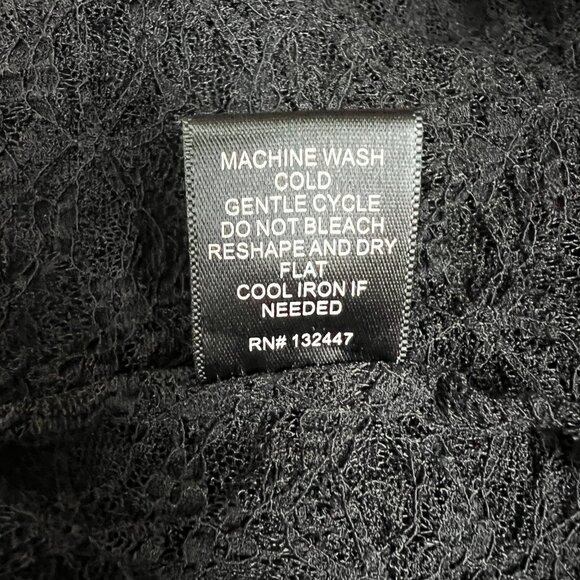 MACHINE WASH
COLD
GENTLE CYCLE
DO NOT BLEACH
RESHAPE AND DRY
FLAT
COOL IRON IF
NEEDED
RN# 132447